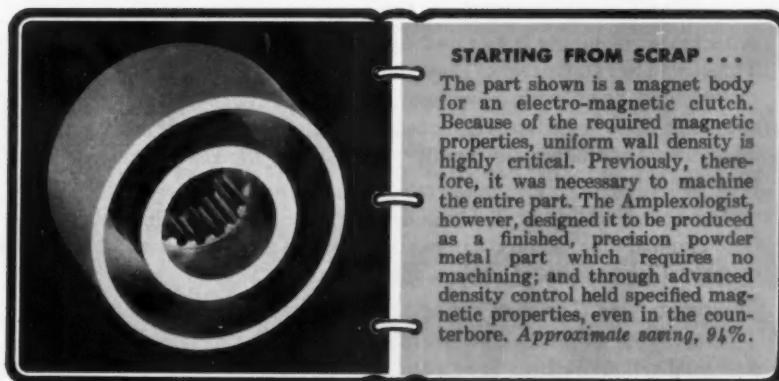 STARTING FROM SCRAP . . .
The part shown is a magnet body
for an electro-magnetic clutch.
Because of the required magnetic
properties, uniform wall density is
highly critical. Previously, there-
fore, it was necessary to machine
the entire part. The Amplexologist,
however, designed it to be produced
as a finished, precision powder
metal part which requires no
machining; and through advanced
density control held specified mag-
netic properties, even in the coun-
terbore. Approximate saving, 94%.